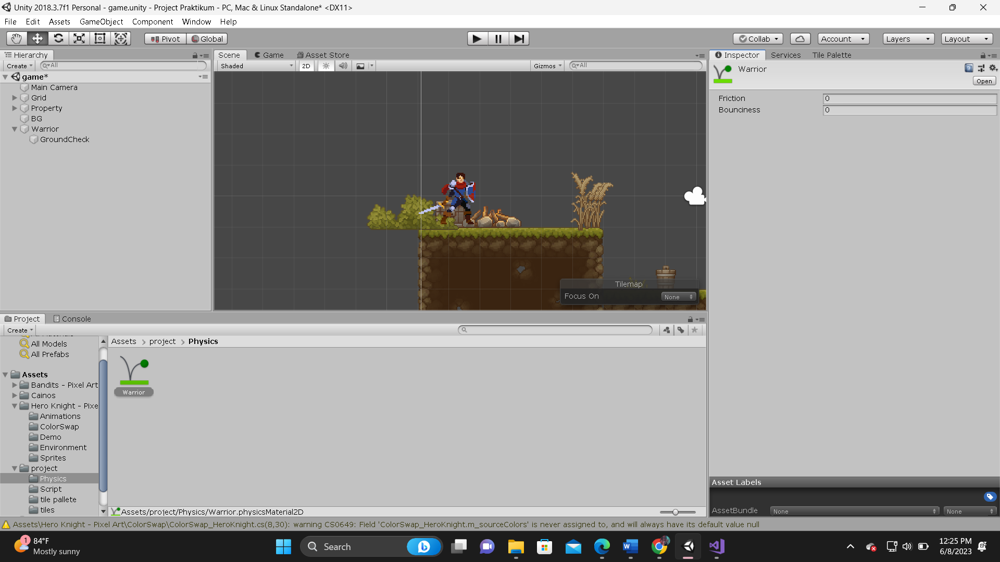 Unity 2018.3.7f1 Personal - game.unity - Project Praktikum - PC, Mac & Linux Standalone* <DX11>
File Edit Assets GameObject Component Window Help
Pivot Global Collab Account Layers Layout
Hierarchy
Create All
game*
Main Camera
Grid
Property
BG
Warrior
GroundCheck
Scene Game Asset Store
Shaded 2D Gizmos All
Tilemap
Focus On None
Inspector Services Tile Palette
Warrior
Open
Friction 0
Bounciness 0
Project Console
Create
All Models
All Prefabs
Assets
Bandits - Pixel Art
Cainos
Hero Knight - Pixe
Animations
ColorSwap
Demo
Environment
Sprites
project
Physics
Script
tile pallete
tiles
Assets project Physics
Warrior
Assets/project/Physics/Warrior.physicsMaterial2D
Asset Labels
AssetBundle None None
Assets\Hero Knight - Pixel Art\ColorSwap\ColorSwap_HeroKnight.cs(8,30): warning CS0649: Field 'ColorSwap_HeroKnight.m_sourceColors' is never assigned to, and will always have its default value null
1
84°F
Mostly sunny
Search
12:25 PM
6/8/2023